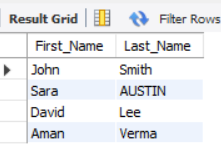 Result Grid Filter Rows
First_Name Last_Name
John Smith
Sara AUSTIN
David Lee
Aman Verma